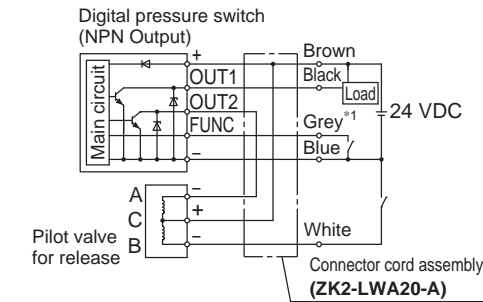 Digital pressure switch
(NPN Output)
Main circuit
+
OUT1
OUT2
FUNC
–
Brown
Black
Load
24 VDC
Grey*1
Blue
A
–
C
+
B
–
White
Pilot valve
for release
Connector cord assembly
(ZK2-LWA20-A)